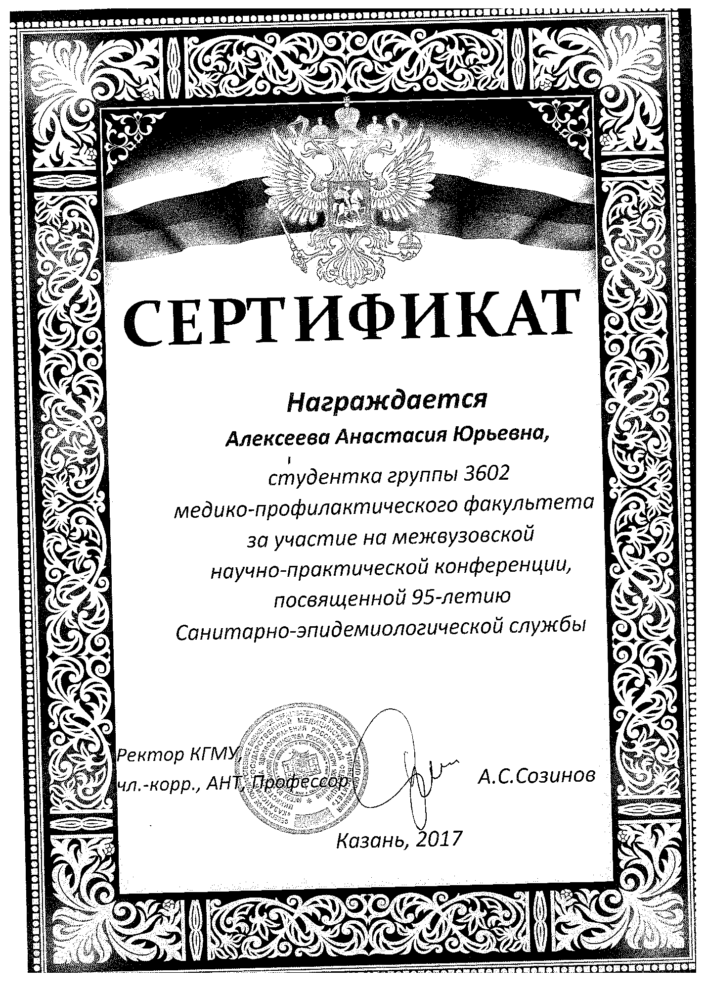 СЕРТИФИКАТ
Награждается
Алексеева Анастасия Юрьевна,
студентка группы 3602
медико-профилактического факультета
за участие на межвузовской
научно-практической конференции,
посвященной 95-летию
Санитарно-эпидемиологической службы
Ректор КГМУ,
чл.-корр., АНТ, Профессор
А.С.Созинов
Казань, 2017